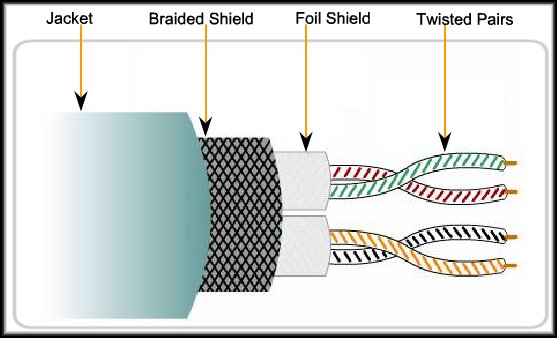 Jacket
Braided Shield
Foil Shield
Twisted Pairs